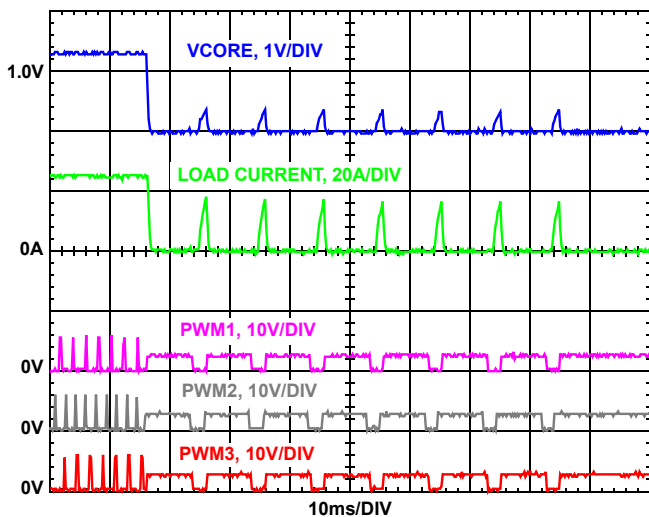 VCORE, 1V/DIV
1.0V
LOAD CURRENT, 20A/DIV
0A
PWM1, 10V/DIV
0V
PWM2, 10V/DIV
0V
PWM3, 10V/DIV
0V
10ms/DIV